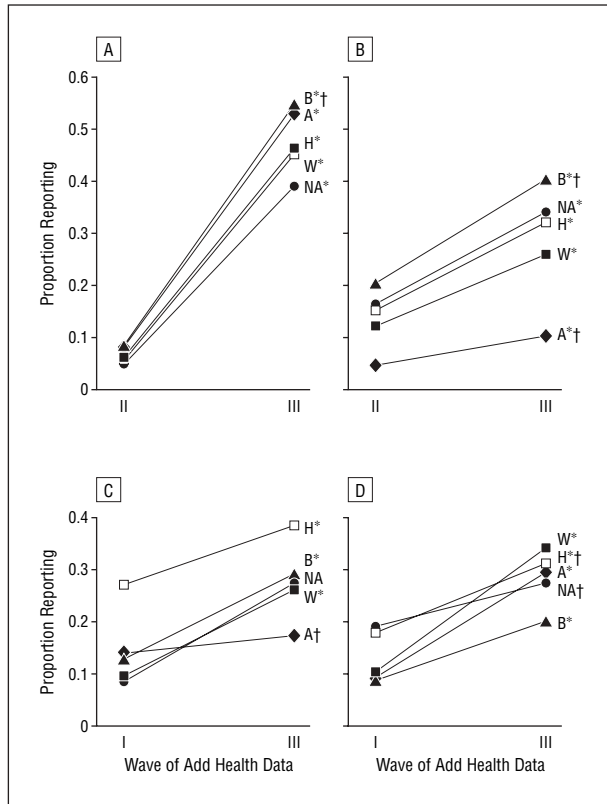 A
B
Proportion Reporting
0.6
0.5
0.4
0.3
0.2
0.1
0
B*†
A*
H*
W*
NA*
II
III
B*†
NA*
H*
W*
A*†
II
III
C
D
Proportion Reporting
0.4
0.3
0.2
0.1
0
H*
B*
NA
W*
A†
I
III
Wave of Add Health Data
W*
H*†
A*
NA†
B*
I
III
Wave of Add Health Data